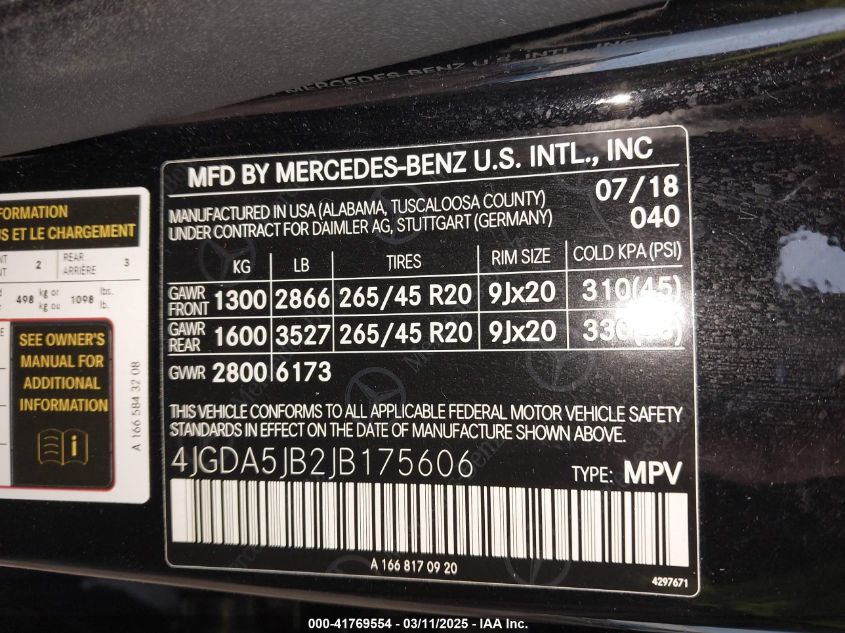 MERCEDES-BENZ U.S. INTL., INC
MFD BY MERCEDES-BENZ U.S. INTL., INC
MANUFACTURED IN USA (ALABAMA, TUSCALOOSA COUNTY) 07/18
UNDER CONTRACT FOR DAIMLER AG, STUTTGART (GERMANY) 040
KG LB TIRES RIM SIZE COLD KPA (PSI)
GAWR FRONT 1300 2866 265/45 R20 9Jx20 310(45)
GAWR REAR 1600 3527 265/45 R20 9Jx20
GVWR 2800 6173
THIS VEHICLE CONFORMS TO ALL APPLICABLE FEDERAL MOTOR VEHICLE SAFETY
STANDARDS IN EFFECT ON THE DATE OF MANUFACTURE SHOWN ABOVE.
4JGDA5JB2JB175606 TYPE: MPV
A 166 817 09 20
4297671
ET LE CHARGEMENT
2 REAR 3
ARRIÈRE
498 kg or 1098 lbs.
kg ou lb.
SEE OWNER'S
MANUAL FOR
ADDITIONAL
INFORMATION
A 166 584 32 08
000-41769554 - 03/11/2025 - IAA Inc.